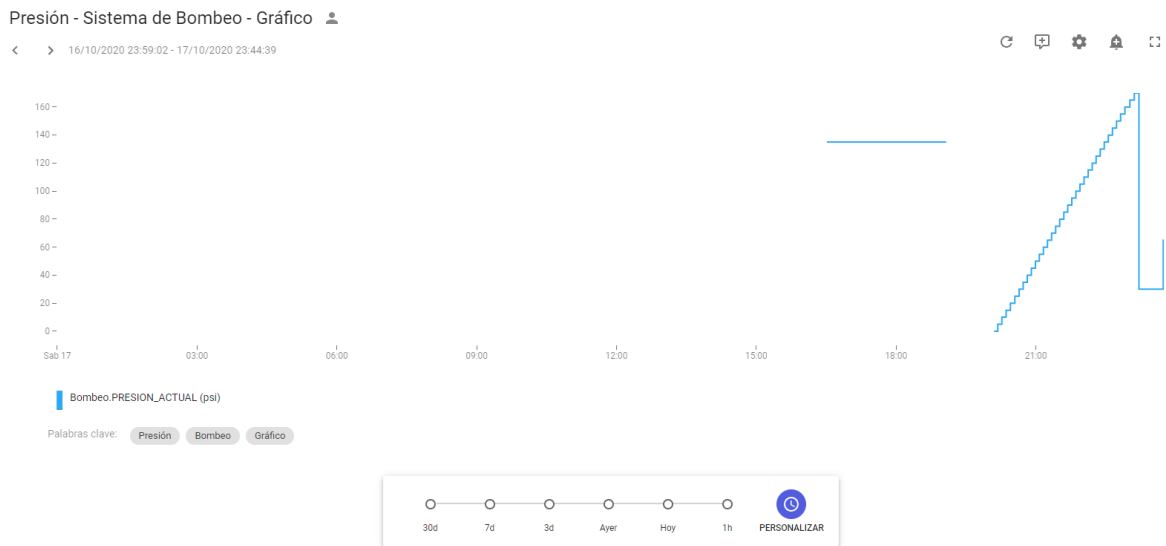 Presión - Sistema de Bombeo - Gráfico
16/10/2020 23:59:02 - 17/10/2020 23:44:39
160
140
120
100
80
60
40
20
0
Sab 17 03:00 06:00 09:00 12:00 15:00 18:00 21:00
Bombeo.PRESION_ACTUAL (psi)
Palabras clave: Presión Bombeo Gráfico
30d 7d 3d Ayer Hoy 1h PERSONALIZAR